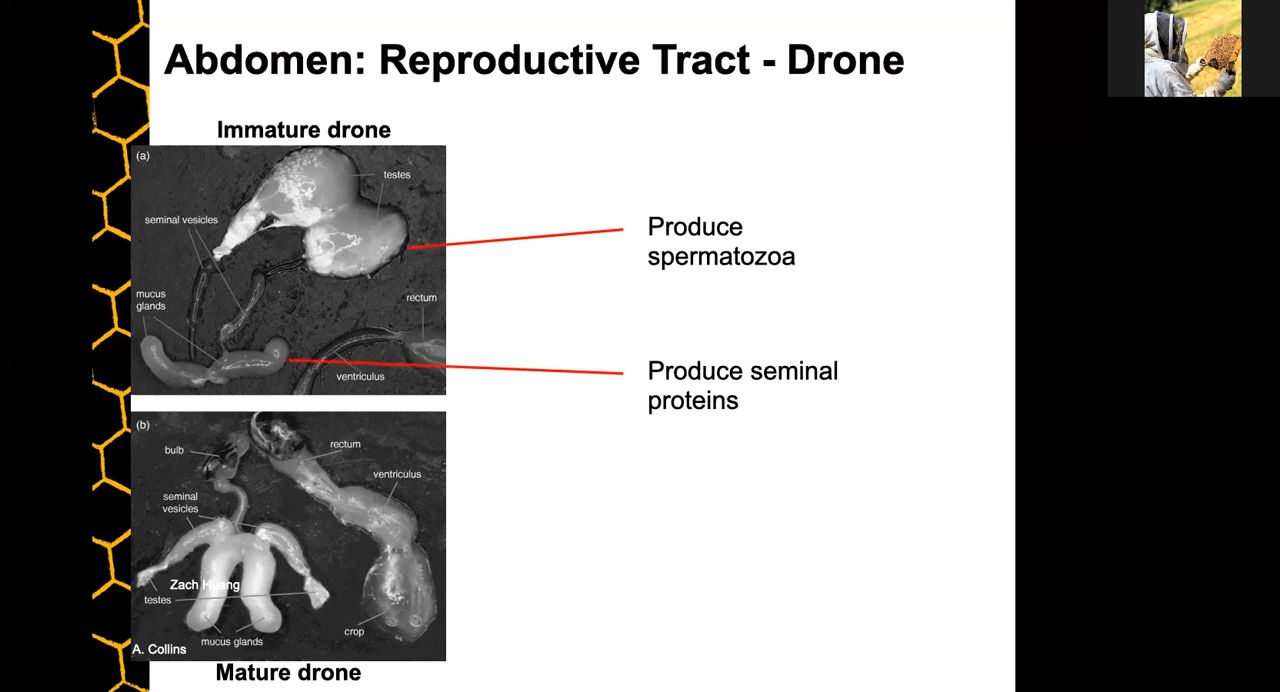 Abdomen: Reproductive Tract - Drone
Immature drone
(a)
testes
seminal vesicles
mucus
glands
rectum
ventriculus
Produce
spermatozoa
Produce seminal
proteins
(b)
rectum
bulb
ventriculus
seminal
vesicles
Zach Huang
testes
crop
mucus glands
A. Collins
Mature drone